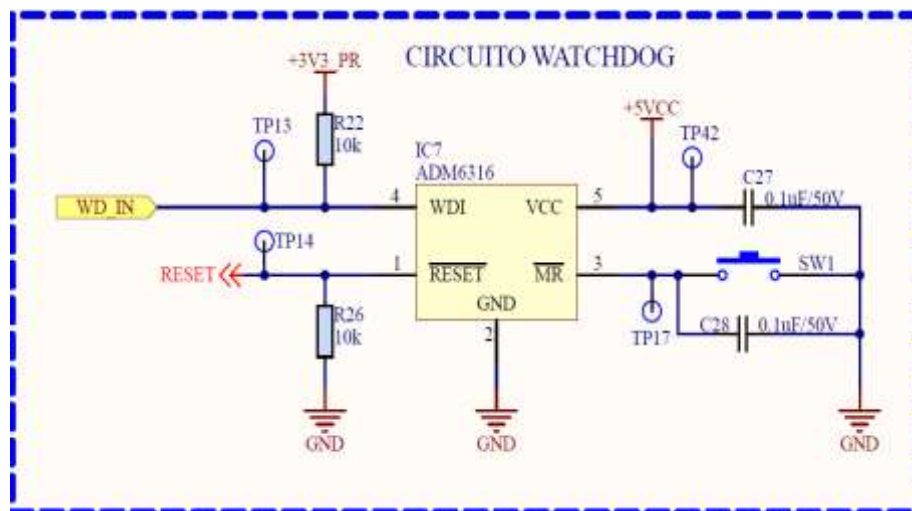 CIRCUITO WATCHDOG
+3V3_PR
+5VCC
TP13
R22
10k
TP42
IC7
ADM6316
C27
0.1uF/50V
WD_IN
4
WDI
VCC
5
TP14
RESET
1
RESET
MR
3
SW1
GND
R26
10k
2
TP17
C28
0.1uF/50V
GND
GND
GND